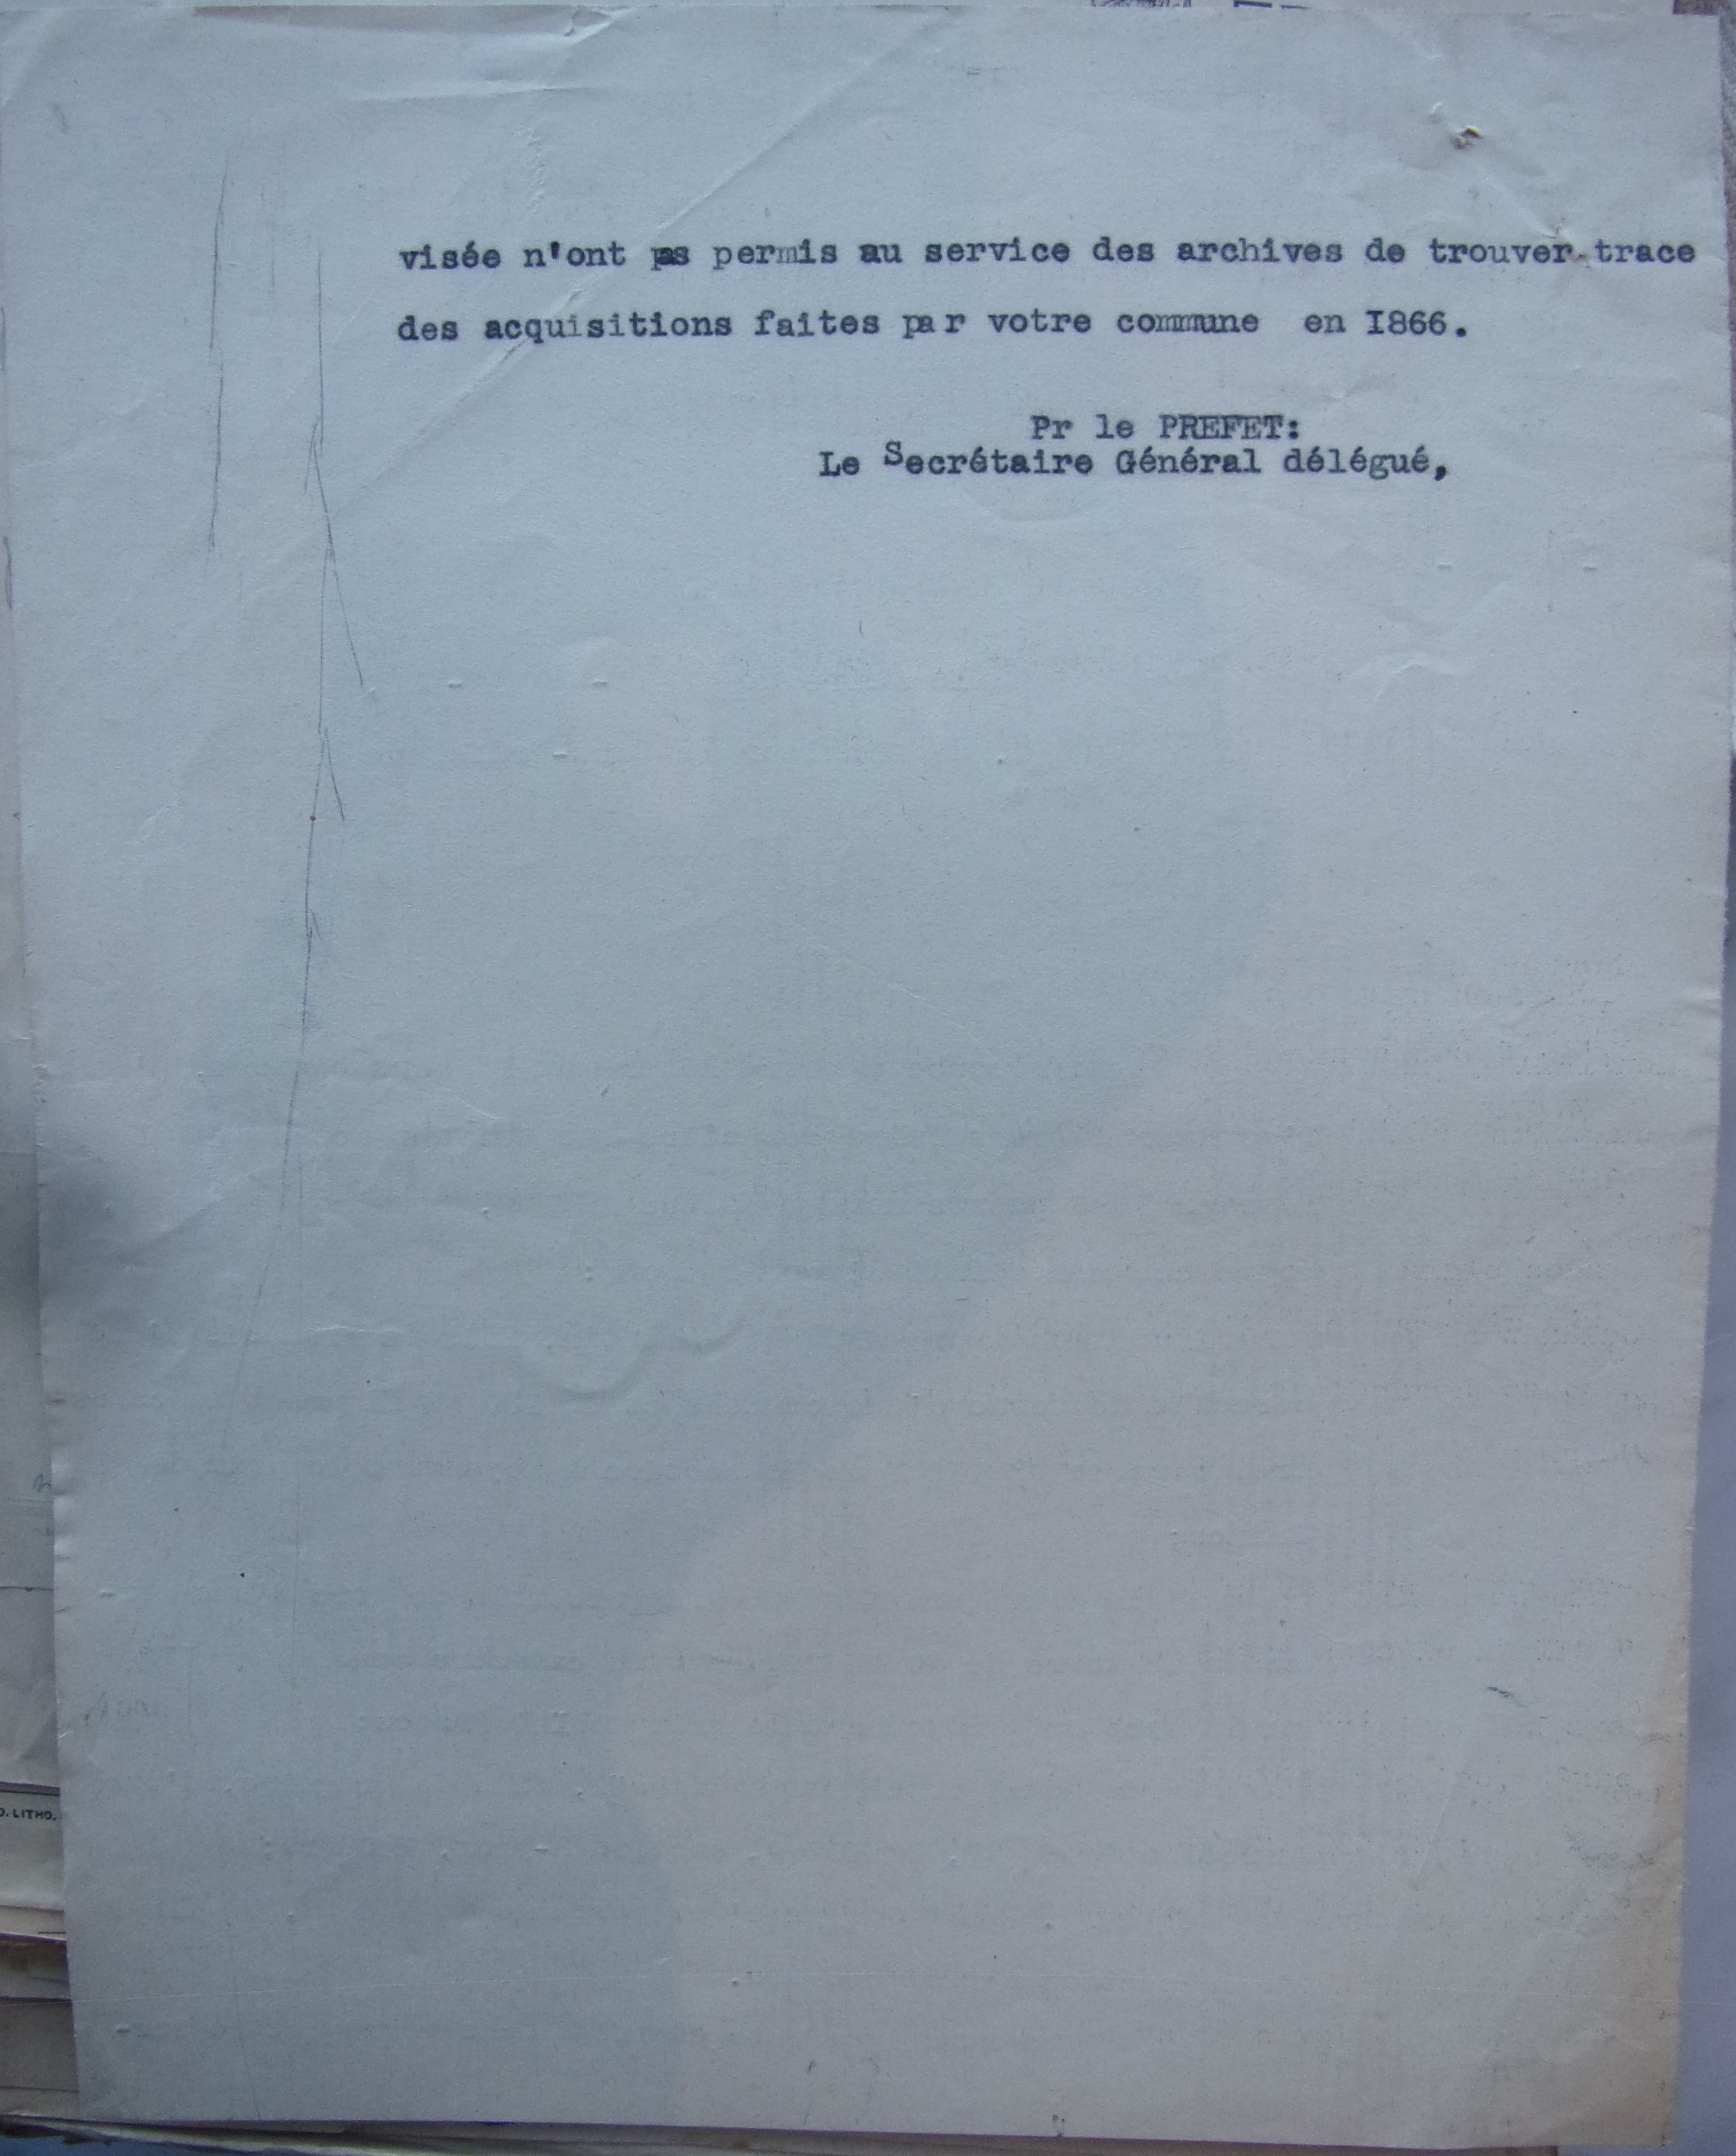 visée n'ont pas permis au service des archives de trouver trace
des acquisitions faites par votre commune en I866.
Pr le PREFET:
Le Secrétaire Général délégué,
LITHO.